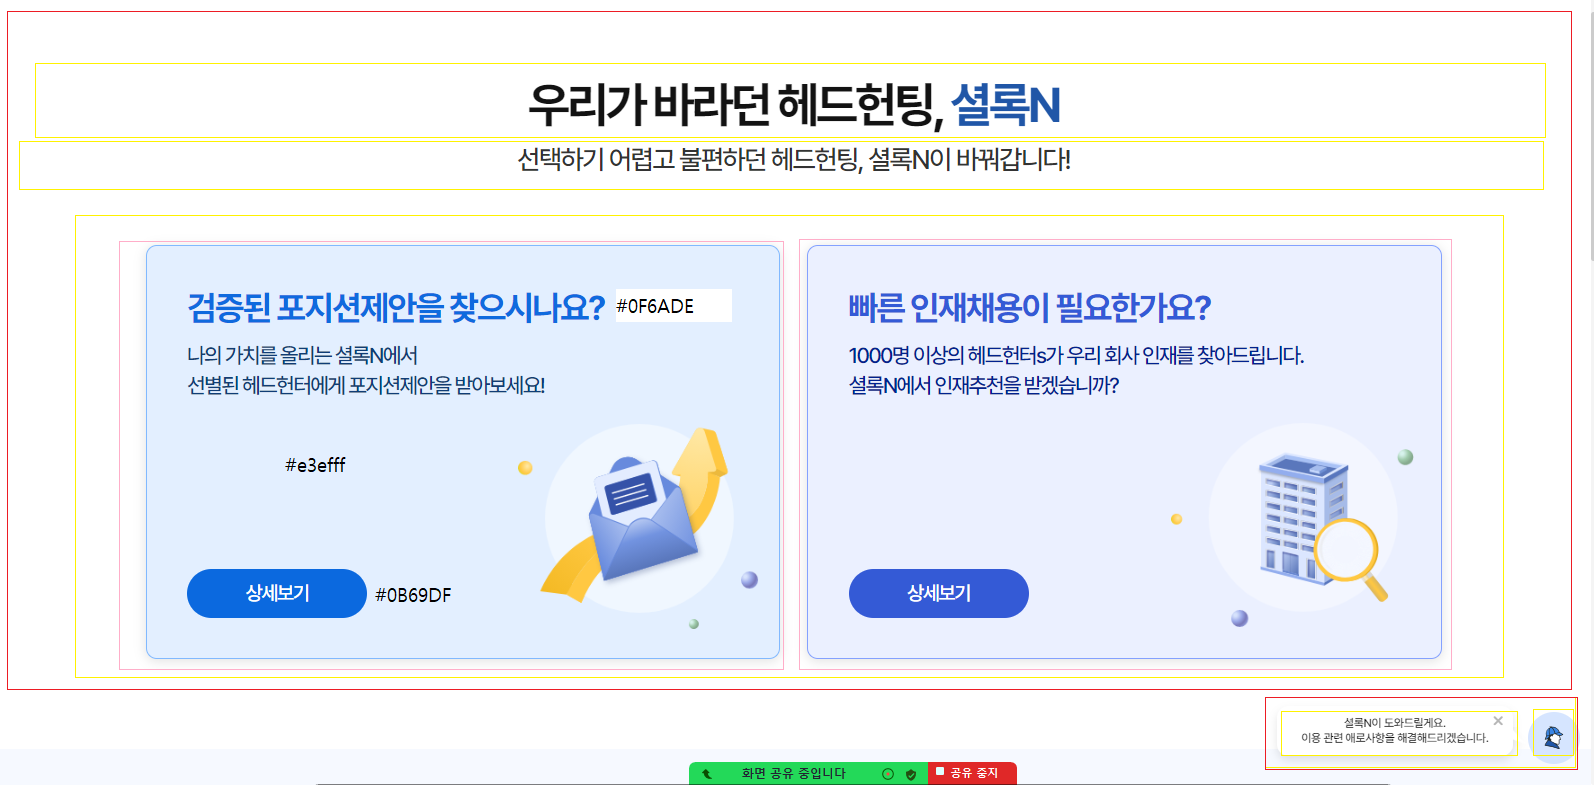 우리가 바라던 헤드헌팅, 셜록N
선택하기 어렵고 불편하던 헤드헌팅, 셜록N이 바꿔갑니다!
검증된 포지션제안을 찾으시나요? #0F6ADE
나의 가치를 올리는 셜록N에서
선별된 헤드헌터에게 포지션제안을 받아보세요!
#e3efff
상세보기 #0B69DF
빠른 인재채용이 필요한가요?
1000명 이상의 헤드헌터s가 우리 회사 인재를 찾아드립니다.
셜록N에서 인재추천을 받겠습니까?
상세보기
셜록N이 도와드릴게요.
이용 관련 애로사항을 해결해드리겠습니다.
화면 공유 중입니다 공유 중지